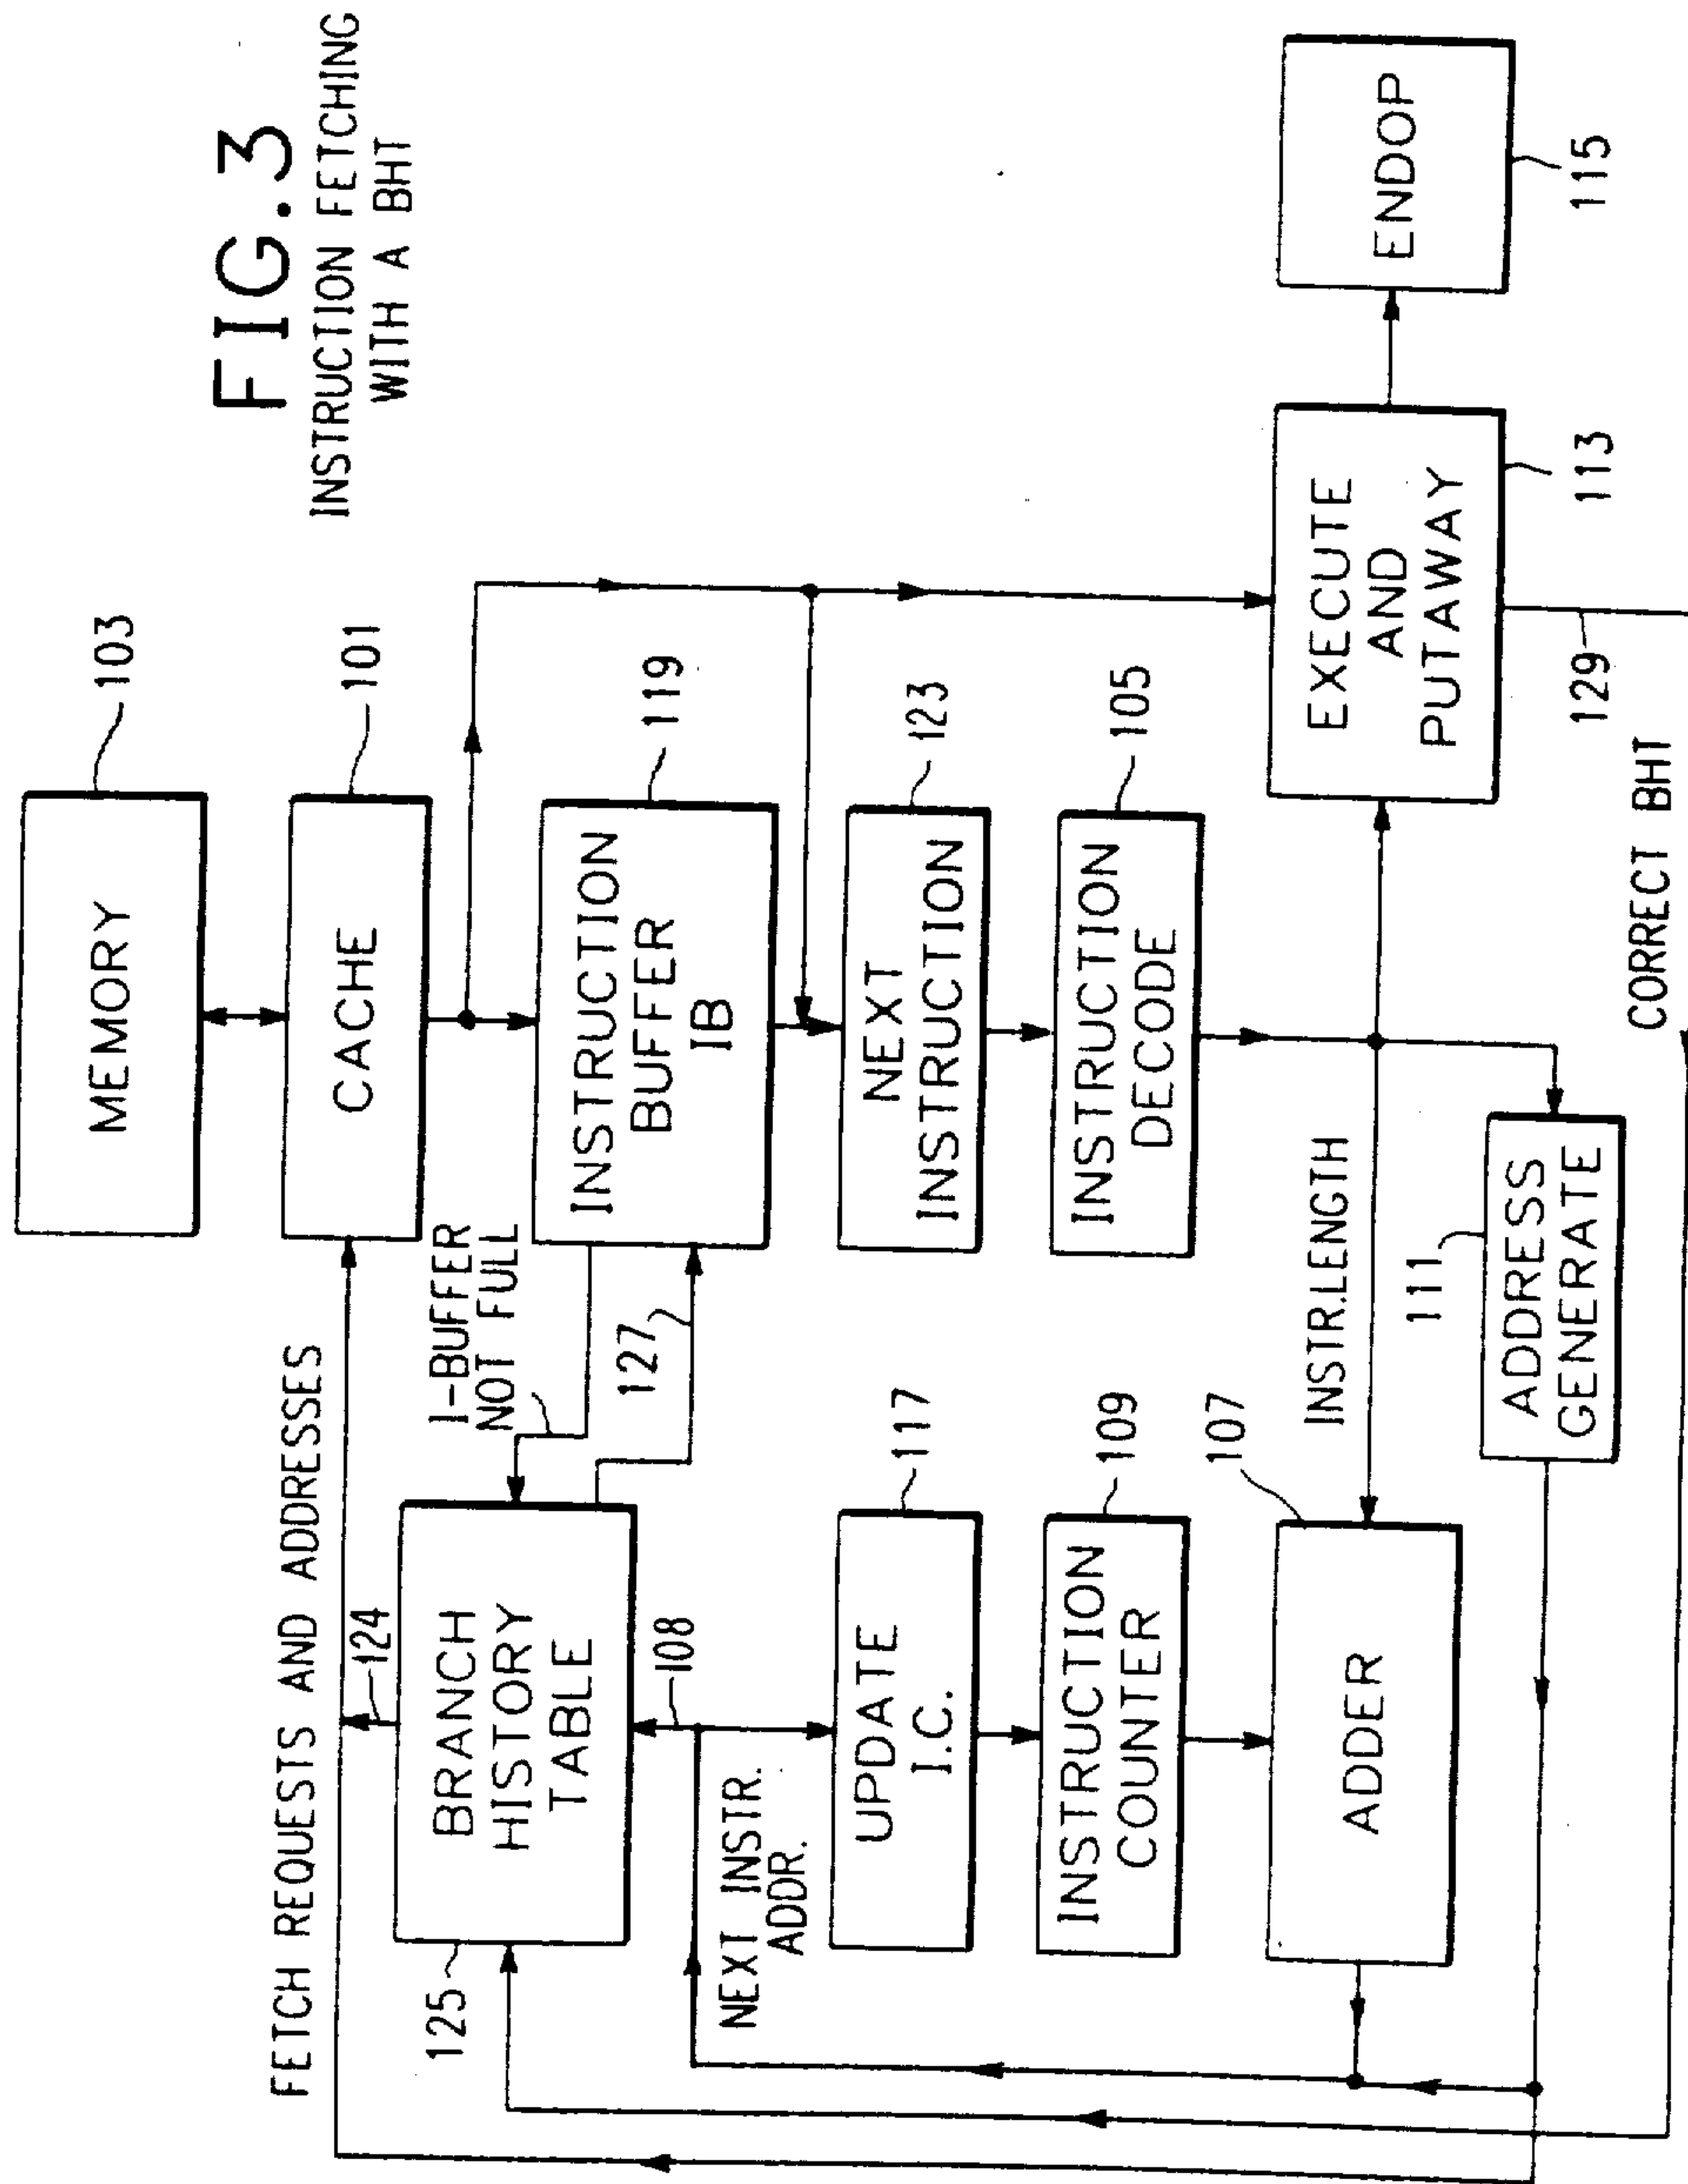 FIG.3
INSTRUCTION FETCHING
WITH A BHT
MEMORY
103
CACHE
101
FETCH REQUESTS AND ADDRESSES
124
I-BUFFER
NOT FULL
BRANCH
HISTORY
TABLE
125
127
108
INSTRUCTION
BUFFER
IB
119
NEXT INSTR.
ADDR.
UPDATE
I.C.
117
NEXT
INSTRUCTION
123
INSTRUCTION
COUNTER
109
INSTRUCTION
DECODE
105
ADDER
107
INSTR.LENGTH
EXECUTE
AND
PUTAWAY
113
ENDOP
115
ADDRESS
GENERATE
111
129
CORRECT BHT